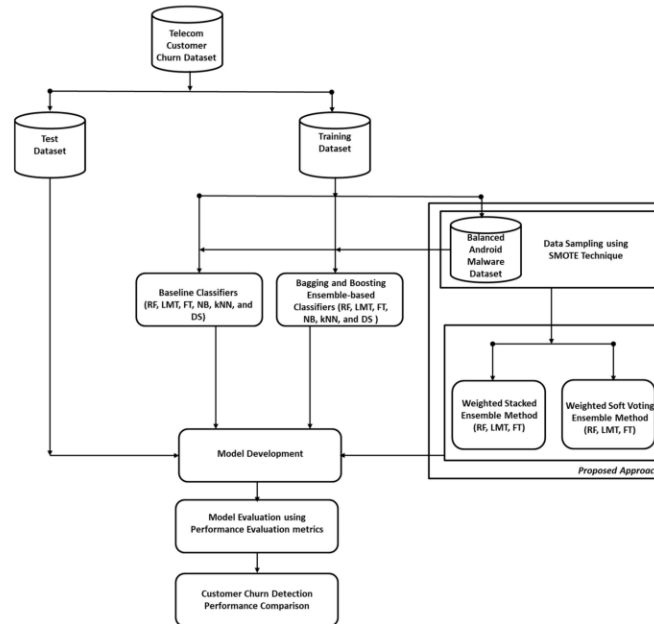 Telecom
Customer
Churn Dataset
Test
Dataset
Training
Dataset
Balanced
Android
Malware
Dataset
Data Sampling using
SMOTE Technique
Baseline Classifiers
(RF, LMT, FT, NB, kNN, and
DS)
Bagging and Boosting
Ensemble-based
Classifiers (RF, LMT, FT,
NB, kNN, and DS )
Weighted Stacked
Ensemble Method
(RF, LMT, FT)
Weighted Soft Voting
Ensemble Method
(RF, LMT, FT)
Proposed Approac
Model Development
Model Evaluation using
Performance Evaluation metrics
Customer Churn Detection
Performance Comparison